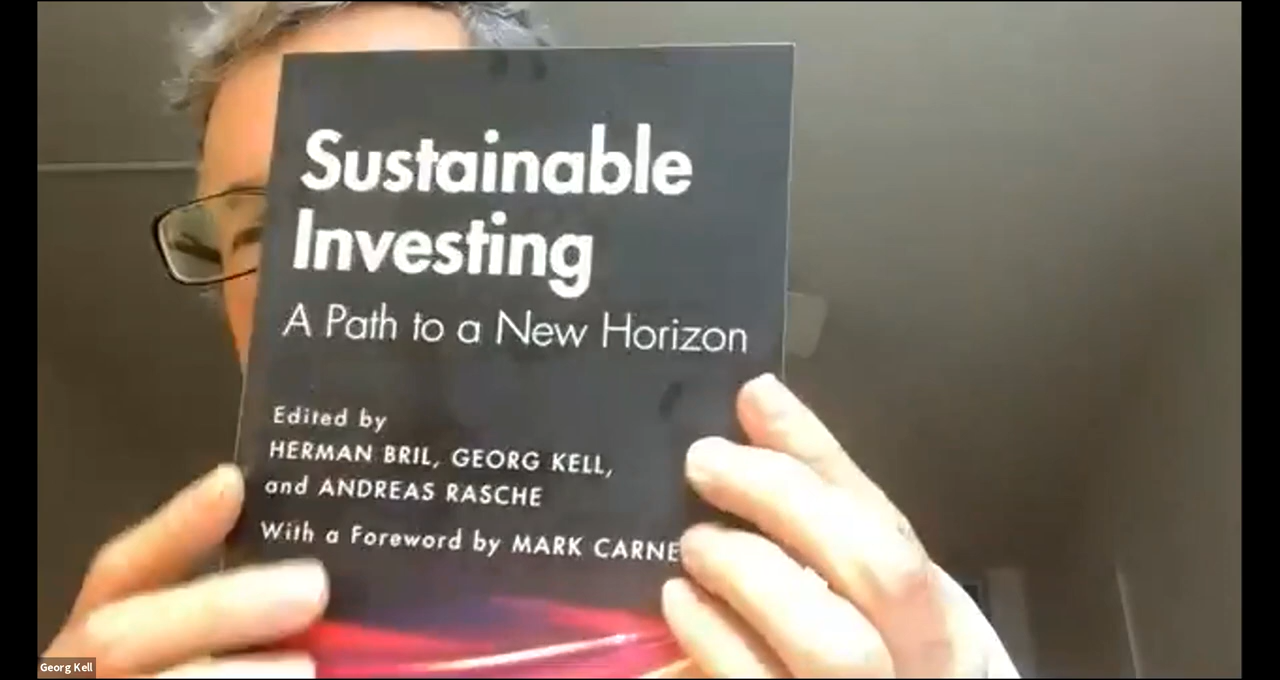 Sustainable
Investing
A Path to a New Horizon
Edited by
HERMAN BRIL, GEORG KELL,
and ANDREAS RASCHE
With a Foreword by MARK CARNE
Georg Kell